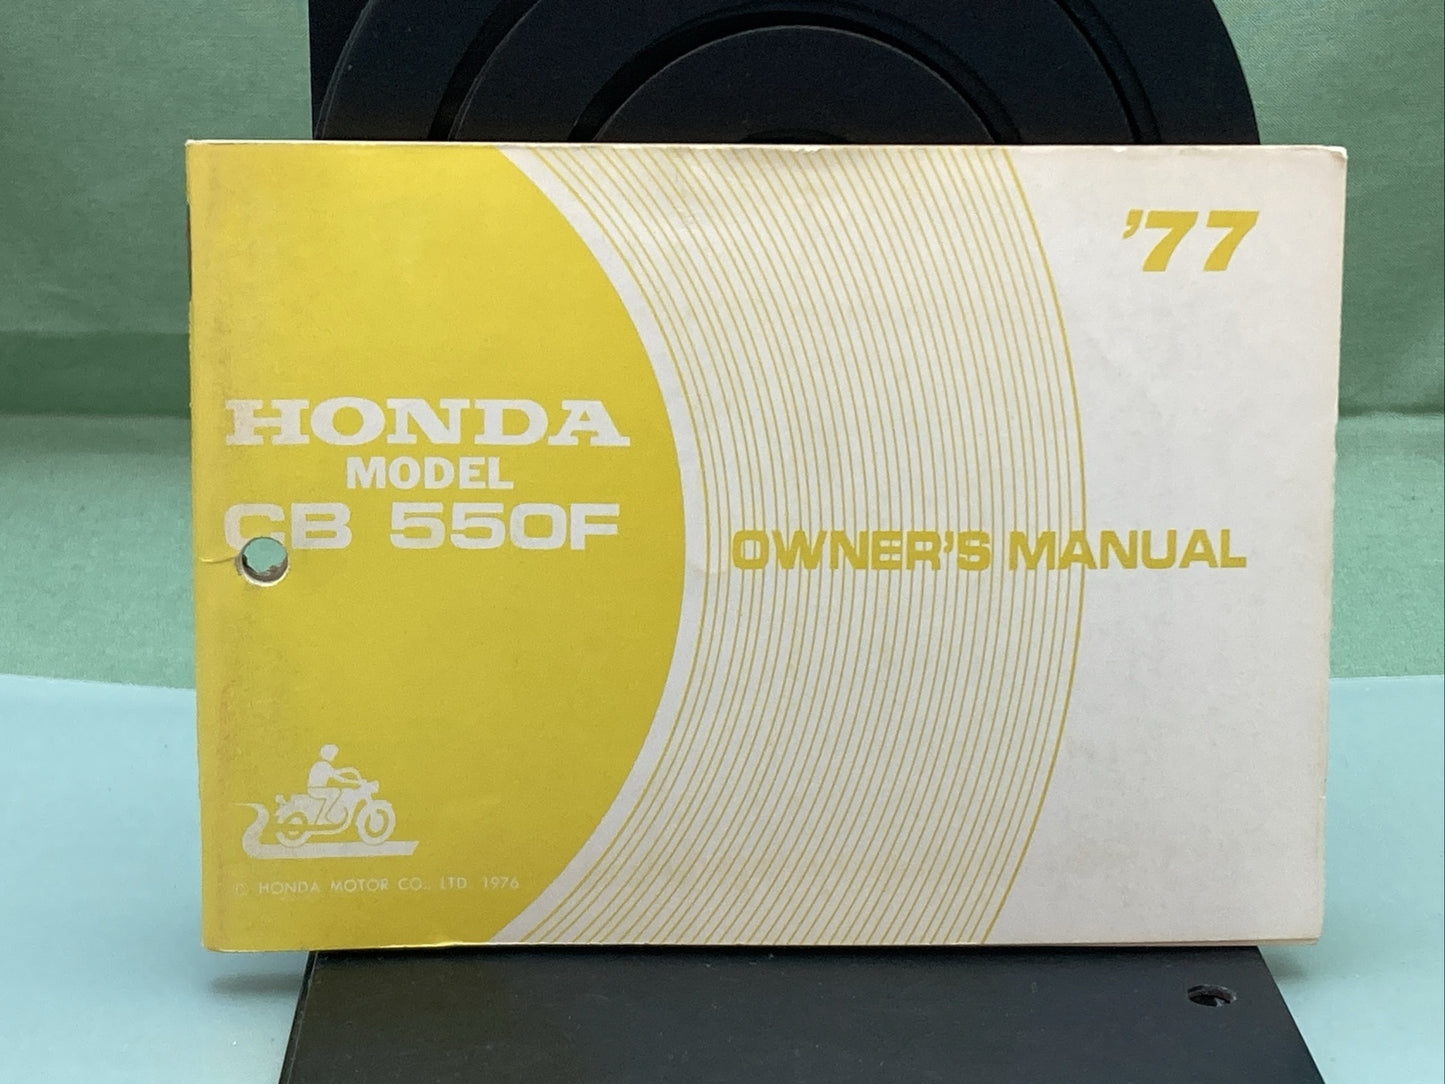 '77
HONDA
MODEL
CB 550F
OWNER'S MANUAL
© HONDA MOTOR CO., LTD. 1976